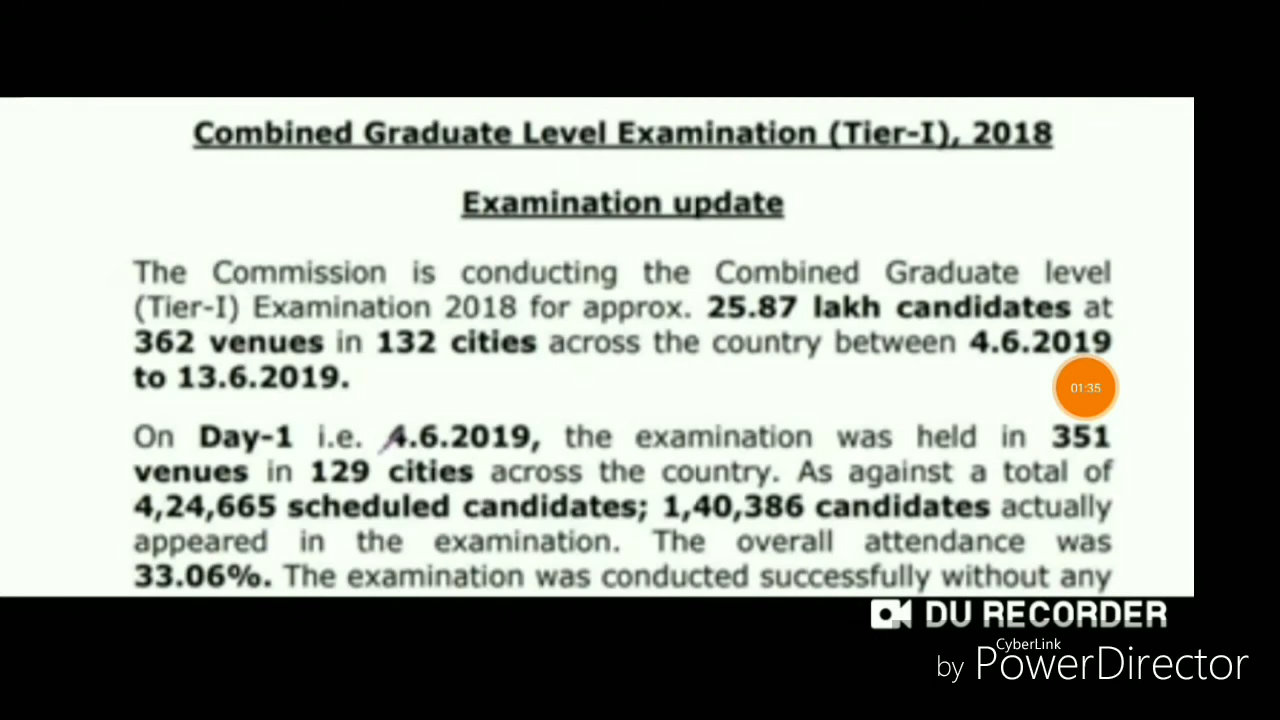 Combined Graduate Level Examination (Tier-I), 2018
Examination update
The Commission is conducting the Combined Graduate level
(Tier-I) Examination 2018 for approx. 25.87 lakh candidates at
362 venues in 132 cities across the country between 4.6.2019
to 13.6.2019.
01:35
On Day-1 i.e. 4.6.2019, the examination was held in 351
venues in 129 cities across the country. As against a total of
4,24,665 scheduled candidates; 1,40,386 candidates actually
appeared in the examination. The overall attendance was
33.06%. The examination was conducted successfully without any
DU RECORDER
CyberLink
by PowerDirector